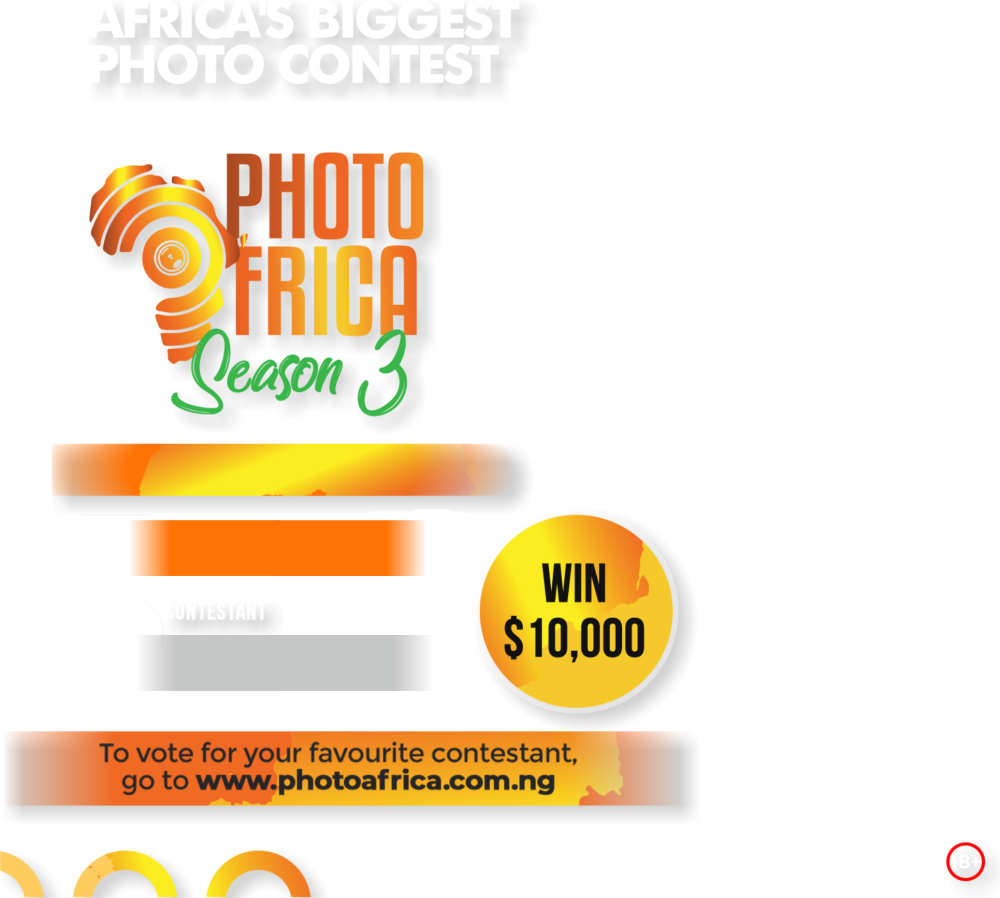 AFRICA'S BIGGEST
PHOTO CONTEST
PHOTO
FRICA
Season 3
WIN
$10,000
CONTESTANT
To vote for your favourite contestant,
go to www.photoafrica.com.ng
18+